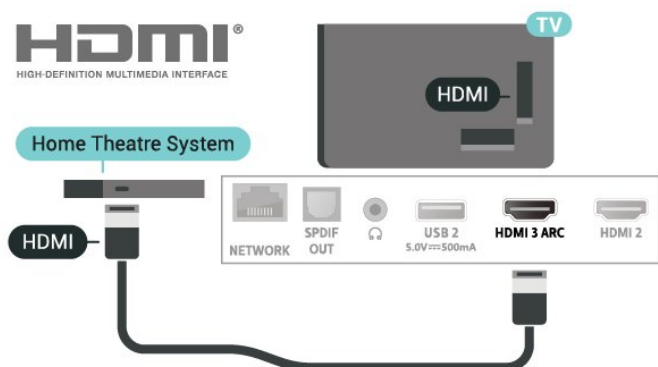 HDMI®
HIGH-DEFINITION MULTIMEDIA INTERFACE
TV
HDMI
Home Theatre System
HDMI
NETWORK
SPDIF
OUT
USB 2
5.0V⎓500mA
HDMI 3 ARC
HDMI 2